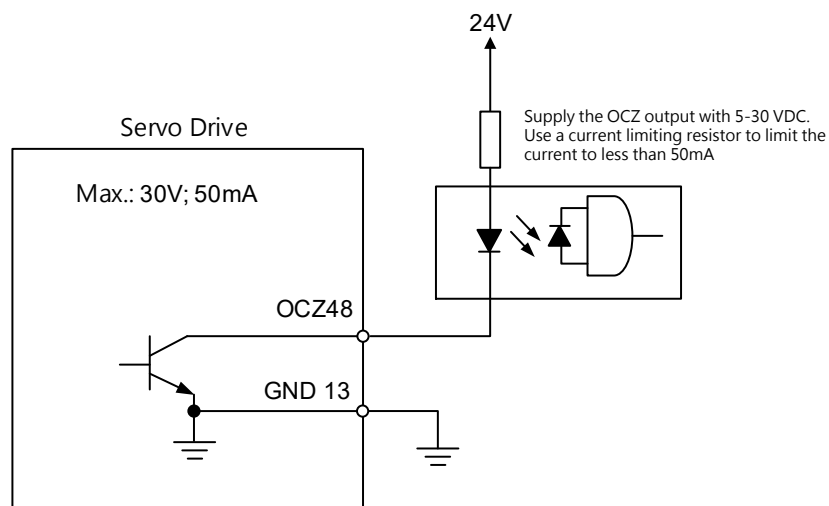 24V
Supply the OCZ output with 5-30 VDC.
Use a current limiting resistor to limit the
current to less than 50mA
Servo Drive
Max.: 30V; 50mA
OCZ48
GND 13